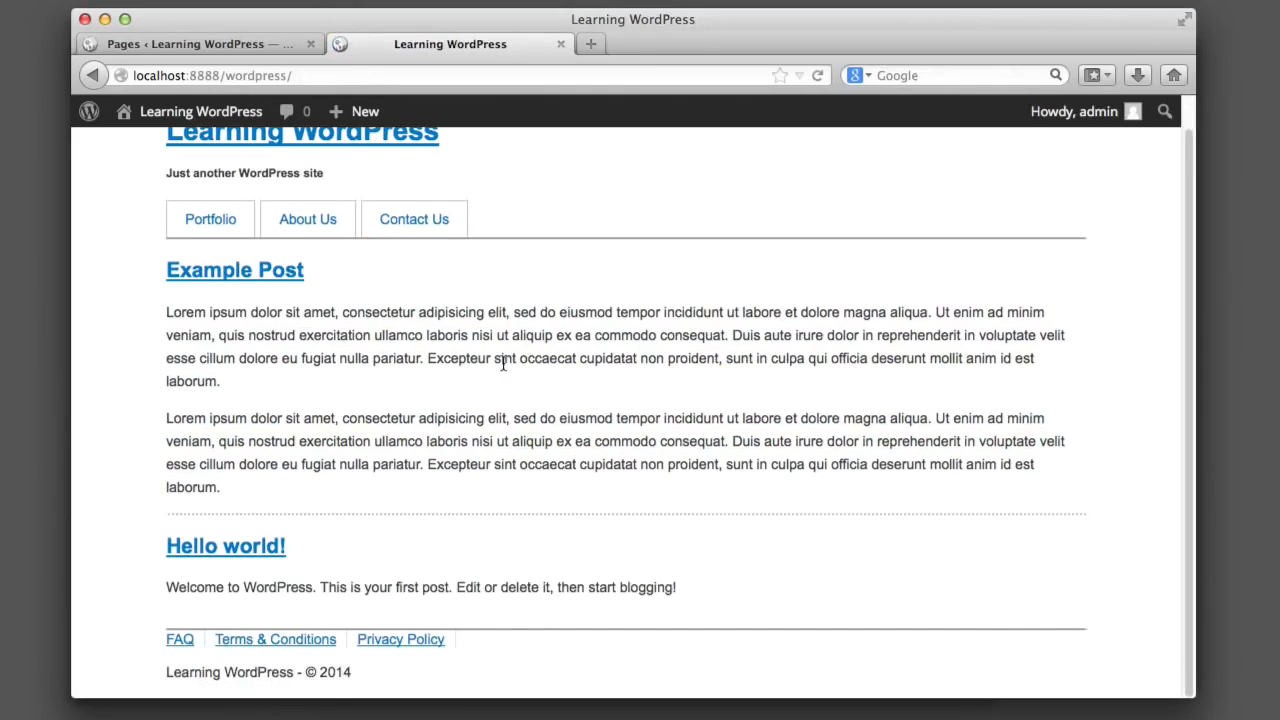 Learning WordPress
Pages ‹ Learning WordPress — ...
Learning WordPress
localhost:8888/wordpress/
Google
Learning WordPress
0
New
Howdy, admin
Learning WordPress
Just another WordPress site
Portfolio
About Us
Contact Us
Example Post
Lorem ipsum dolor sit amet, consectetur adipisicing elit, sed do eiusmod tempor incididunt ut labore et dolore magna aliqua. Ut enim ad minim
veniam, quis nostrud exercitation ullamco laboris nisi ut aliquip ex ea commodo consequat. Duis aute irure dolor in reprehenderit in voluptate velit
esse cillum dolore eu fugiat nulla pariatur. Excepteur sint occaecat cupidatat non proident, sunt in culpa qui officia deserunt mollit anim id est
laborum.
Lorem ipsum dolor sit amet, consectetur adipisicing elit, sed do eiusmod tempor incididunt ut labore et dolore magna aliqua. Ut enim ad minim
veniam, quis nostrud exercitation ullamco laboris nisi ut aliquip ex ea commodo consequat. Duis aute irure dolor in reprehenderit in voluptate velit
esse cillum dolore eu fugiat nulla pariatur. Excepteur sint occaecat cupidatat non proident, sunt in culpa qui officia deserunt mollit anim id est
laborum.
Hello world!
Welcome to WordPress. This is your first post. Edit or delete it, then start blogging!
FAQ
Terms & Conditions
Privacy Policy
Learning WordPress - © 2014